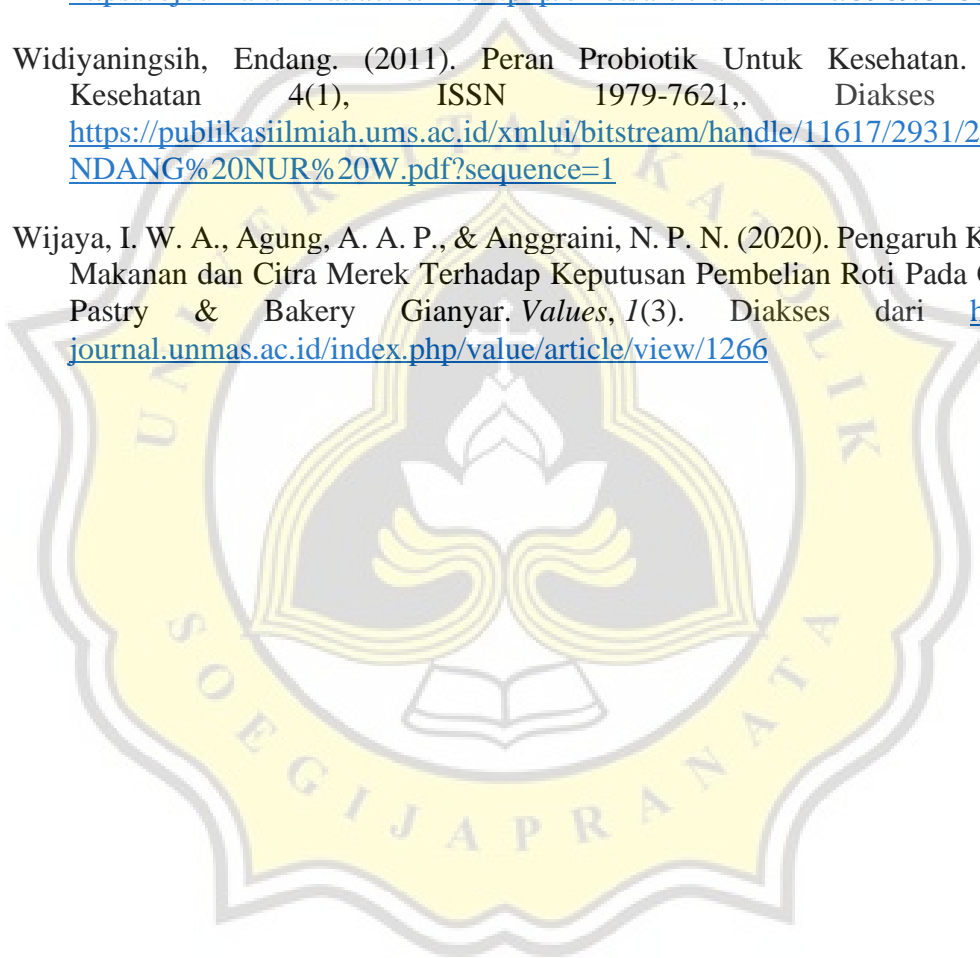 Widiyaningsih, Endang. (2011). Peran Probiotik Untuk Kesehatan.
Kesehatan 4(1), ISSN 1979-7621,. Diakses
https://publikasiilmiah.ums.ac.id/xmlui/bitstream/handle/11617/2931/2
NDANG%20NUR%20W.pdf?sequence=1
Wijaya, I. W. A., Agung, A. A. P., & Anggraini, N. P. N. (2020). Pengaruh K
Makanan dan Citra Merek Terhadap Keputusan Pembelian Roti Pada
Pastry & Bakery Gianyar. Values, 1(3). Diakses dari h
journal.unmas.ac.id/index.php/value/article/view/1266
UNIVERSITAS KATOLIK
SOEGIJAPRANATA